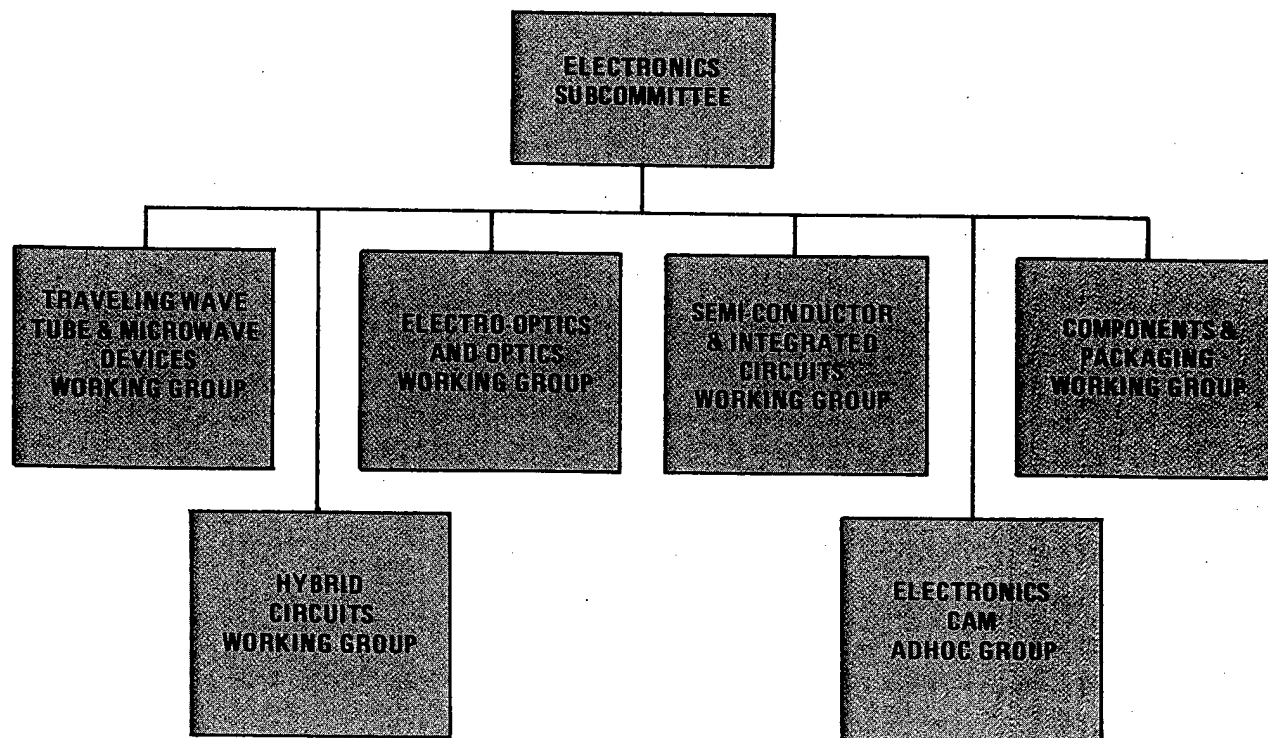 ELECTRONICS
SUBCOMMITTEE
TRAVELING WAVE
TUBE & MICROWAVE
DEVICES
WORKING GROUP
ELECTRO-OPTICS
AND OPTICS
WORKING GROUP
SEMI-CONDUCTOR
& INTEGRATED
CIRCUITS
WORKING GROUP
COMPONENTS &
PACKAGING
WORKING GROUP
HYBRID
CIRCUITS
WORKING GROUP
ELECTRONICS
CAM
ADHOC GROUP